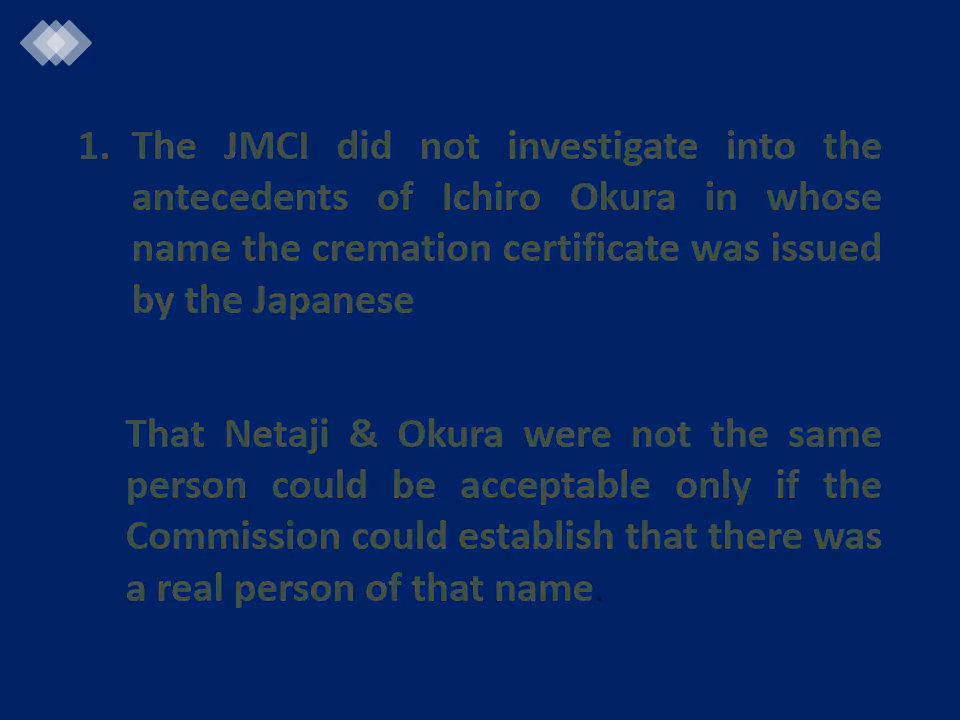 1. The JMCI did not investigate into the
antecedents of Ichiro Okura in whose
name the cremation certificate was issued
by the Japanese
That Netaji & Okura were not the same
person could be acceptable only if the
Commission could establish that there was
a real person of that name.